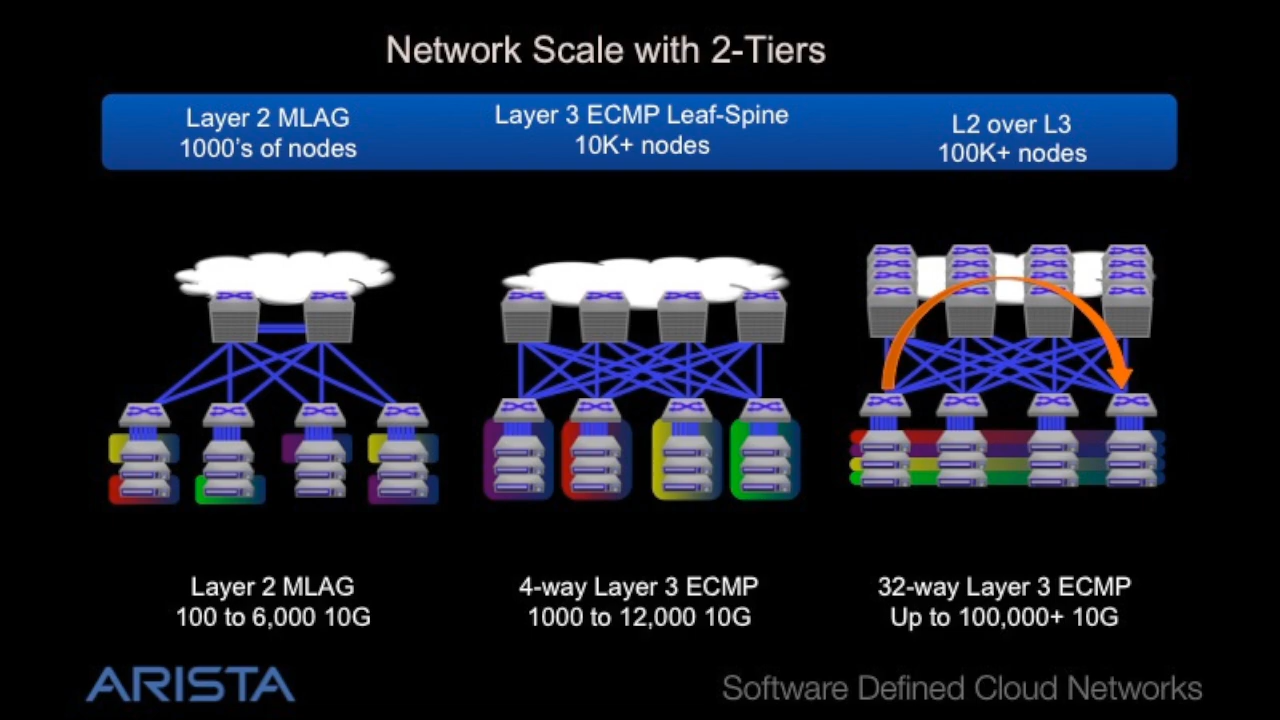 Network Scale with 2-Tiers
Layer 2 MLAG
1000's of nodes
Layer 3 ECMP Leaf-Spine
10K+ nodes
L2 over L3
100K+ nodes
Layer 2 MLAG
100 to 6,000 10G
4-way Layer 3 ECMP
1000 to 12,000 10G
32-way Layer 3 ECMP
Up to 100,000+ 10G
ARISTA
Software Defined Cloud Networks